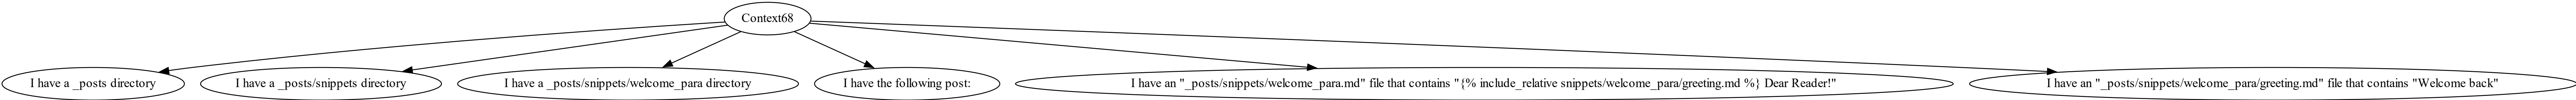 Context68
I have a _posts directory
I have a _posts/snippets directory
I have a _posts/snippets/welcome_para directory
I have the following post:
I have an "_posts/snippets/welcome_para.md" file that contains "{% include_relative snippets/welcome_para/greeting.md %} Dear Reader!"
I have an "_posts/snippets/welcome_para/greeting.md" file that contains "Welcome back"